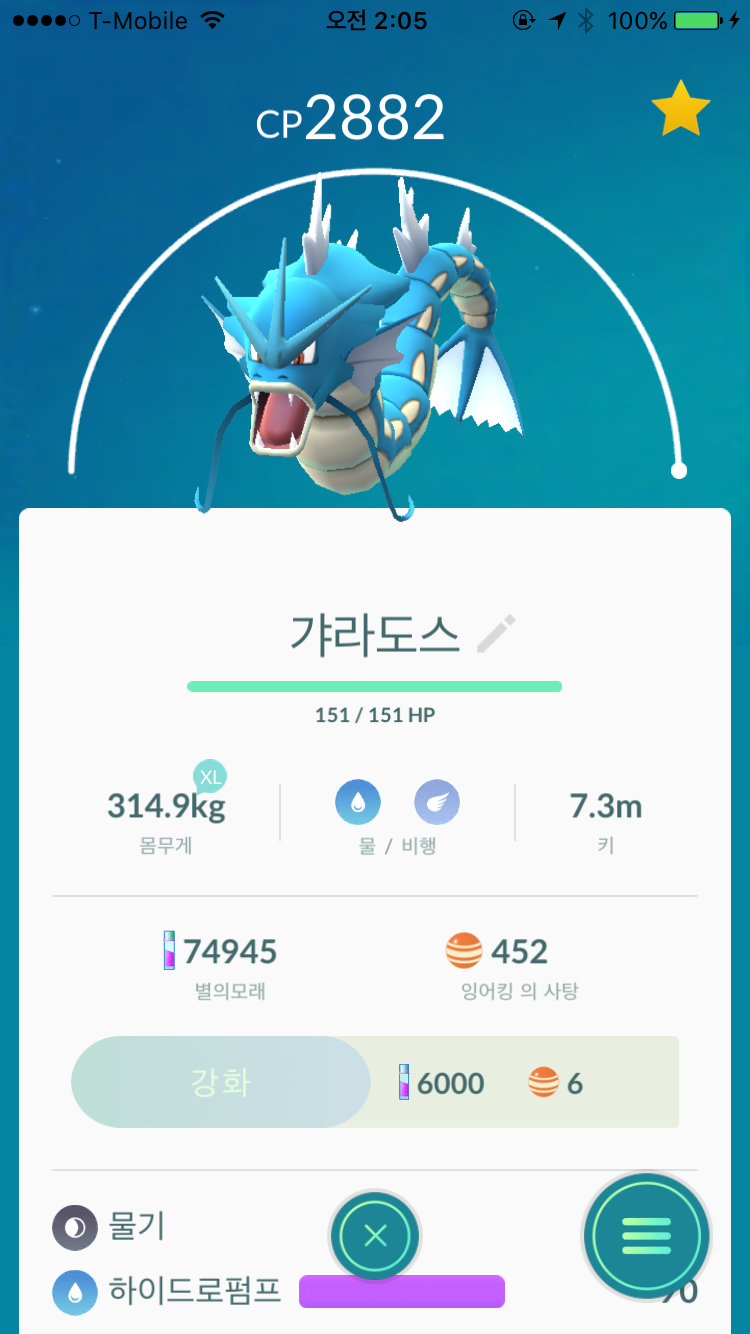 T-Mobile 오전 2:05 100%
CP2882
갸라도스
151 / 151 HP
XL
314.9kg 7.3m
몸무게 물 / 비행 키
74945 452
별의모래 잉어킹 의 사탕
강화 6000 6
물기
하이드로펌프 90